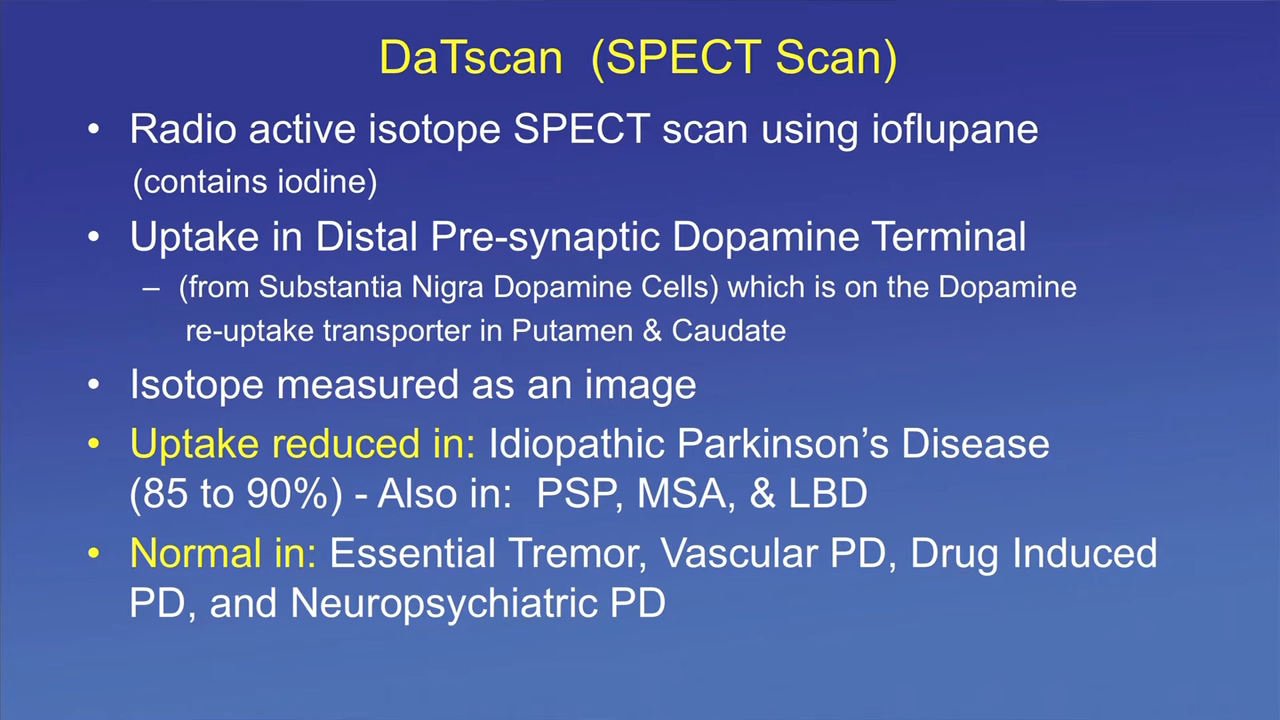 DaTscan (SPECT Scan)
• Radio active isotope SPECT scan using ioflupane
(contains iodine)
• Uptake in Distal Pre-synaptic Dopamine Terminal
– (from Substantia Nigra Dopamine Cells) which is on the Dopamine
re-uptake transporter in Putamen & Caudate
• Isotope measured as an image
• Uptake reduced in: Idiopathic Parkinson’s Disease
(85 to 90%) - Also in: PSP, MSA, & LBD
• Normal in: Essential Tremor, Vascular PD, Drug Induced
PD, and Neuropsychiatric PD